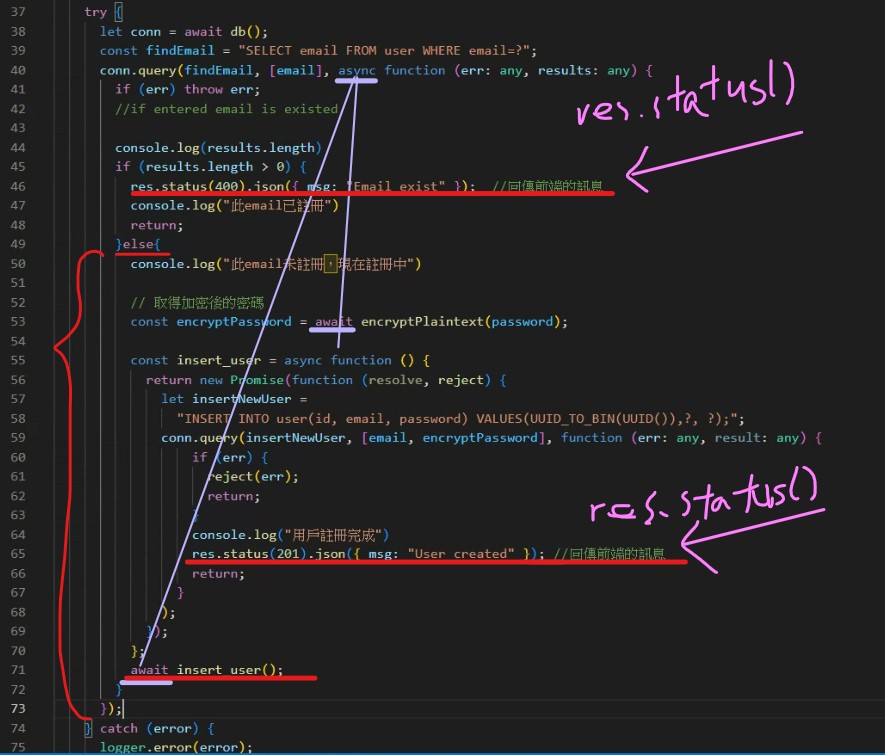 37 try {
38 let conn = await db();
39 const findEmail = "SELECT email FROM user WHERE email=?";
40 conn.query(findEmail, [email], async function (err: any, results: any) {
41 if (err) throw err;
42 //if entered email is existed
res.status()
43
44 console.log(results.length)
45 if (results.length > 0) {
46 res.status(400).json({ msg: "Email exist" }); //回傳前端的訊息
47 console.log("此email已註冊")
48 return;
49 }else{
50 console.log("此email未註冊，現在註冊中")
51
52 // 取得加密後的密碼
53 const encryptPassword = await encryptPlaintext(password);
54
55 const insert_user = async function () {
56 return new Promise(function (resolve, reject) {
57 let insertNewUser =
58 "INSERT INTO user(id, email, password) VALUES(UUID_TO_BIN(UUID()),?, ?);";
59 conn.query(insertNewUser, [email, encryptPassword], function (err: any, result: any) {
60 if (err) {
61 reject(err);
62 return;
res.status()
63 }
64 console.log("用戶註冊完成")
65 res.status(201).json({ msg: "User created" }); //回傳前端的訊息
66 return;
67 }
68 );
69 });
70 };
71 await insert_user();
72 }
73 });
74 } catch (error) {
75 logger.error(error);